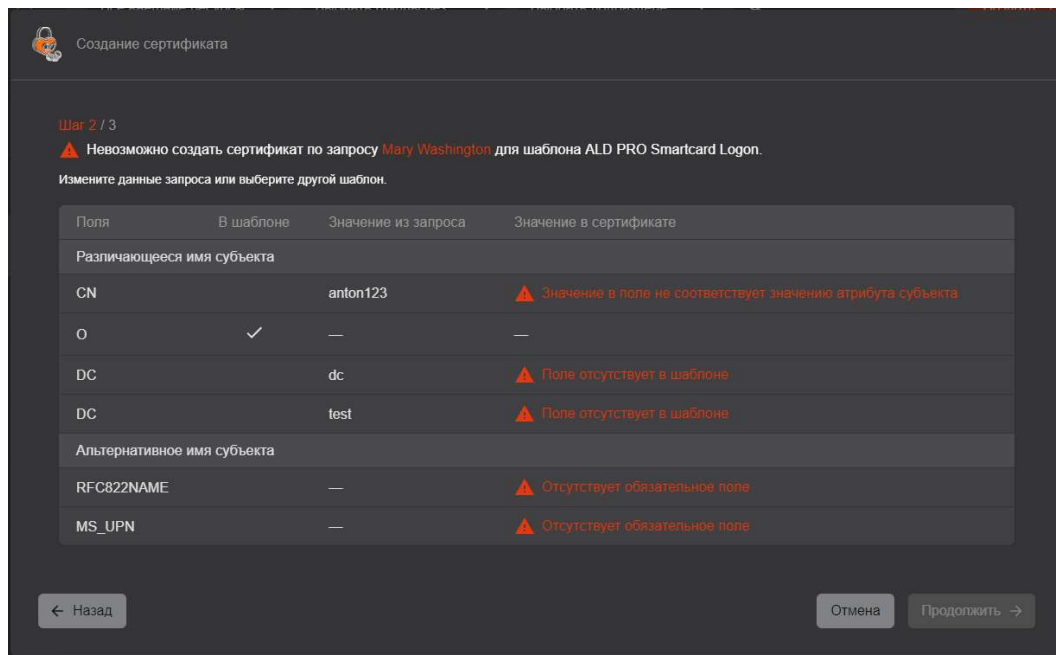 Создание сертификата
Шаг 2 / 3
Невозможно создать сертификат по запросу Mary Washington для шаблона ALD PRO Smartcard Logon.
Измените данные запроса или выберите другой шаблон.
Поля В шаблоне Значение из запроса Значение в сертификате
Различающееся имя субъекта
CN anton123 Значение в поле не соответствует значению атрибута субъекта
O — —
DC dc Поле отсутствует в шаблоне
DC test Поле отсутствует в шаблоне
Альтернативное имя субъекта
RFC822NAME — Отсутствует обязательное поле
MS_UPN — Отсутствует обязательное поле
Назад Отмена Продолжить